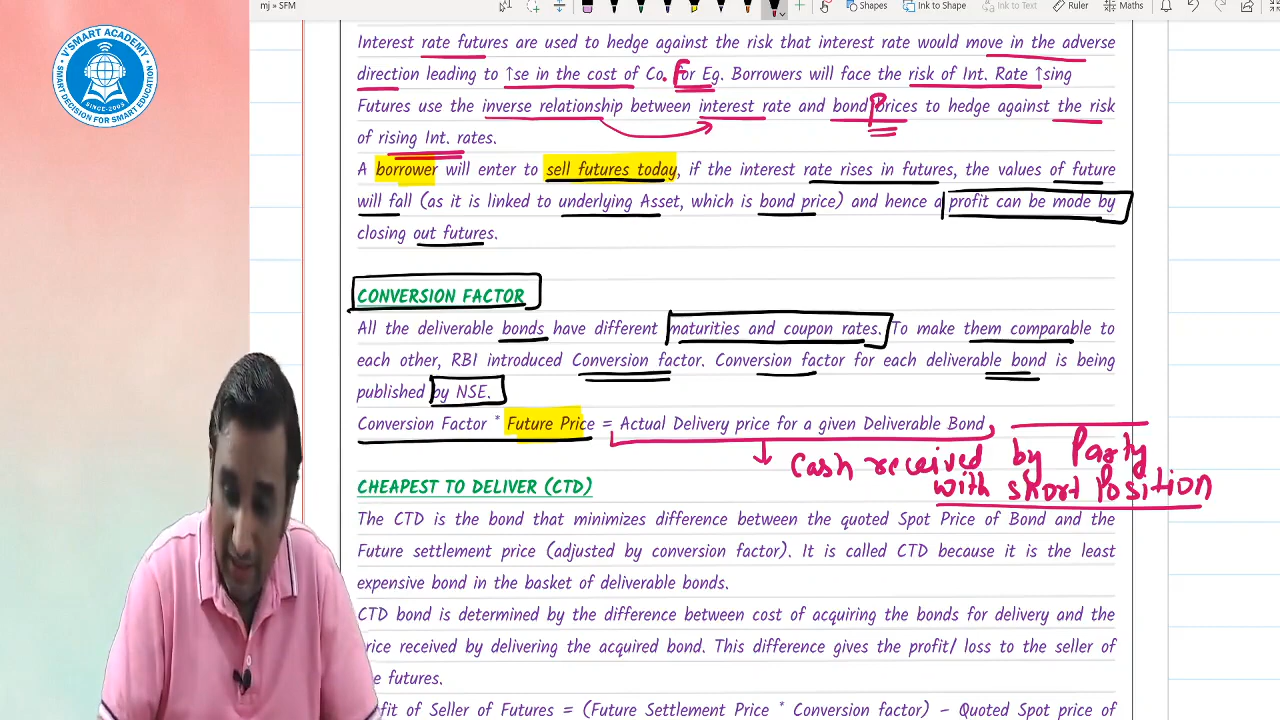 mj » SFM
Shapes
Ink to Shape
Ink to Text
Ruler
Maths
V'SMART ACADEMY
SINCE-2005
SMART DECISION FOR SMART EDUCATION
Interest rate futures are used to hedge against the risk that interest rate would move in the adverse
direction leading to ↑se in the cost of Co. For Eg. Borrowers will face the risk of Int. Rate ↑sing
Futures use the inverse relationship between interest rate and bond Prices to hedge against the risk
of rising Int. rates.
A borrower will enter to sell futures today, if the interest rate rises in futures, the values of future
will fall (as it is linked to underlying Asset, which is bond price) and hence a profit can be mode by
closing out futures.
CONVERSION FACTOR
All the deliverable bonds have different maturities and coupon rates. To make them comparable to
each other, RBI introduced Conversion factor. Conversion factor for each deliverable bond is being
published by NSE.
Conversion Factor * Future Price = Actual Delivery price for a given Deliverable Bond
Cash received by Party
with short Position
CHEAPEST TO DELIVER (CTD)
The CTD is the bond that minimizes difference between the quoted Spot Price of Bond and the
Future settlement price (adjusted by conversion factor). It is called CTD because it is the least
expensive bond in the basket of deliverable bonds.
CTD bond is determined by the difference between cost of acquiring the bonds for delivery and the
rice received by delivering the acquired bond. This difference gives the profit/ loss to the seller of
e futures.
fit of Seller of Futures = (Future Settlement Price * Conversion factor) - Quoted Spot price of